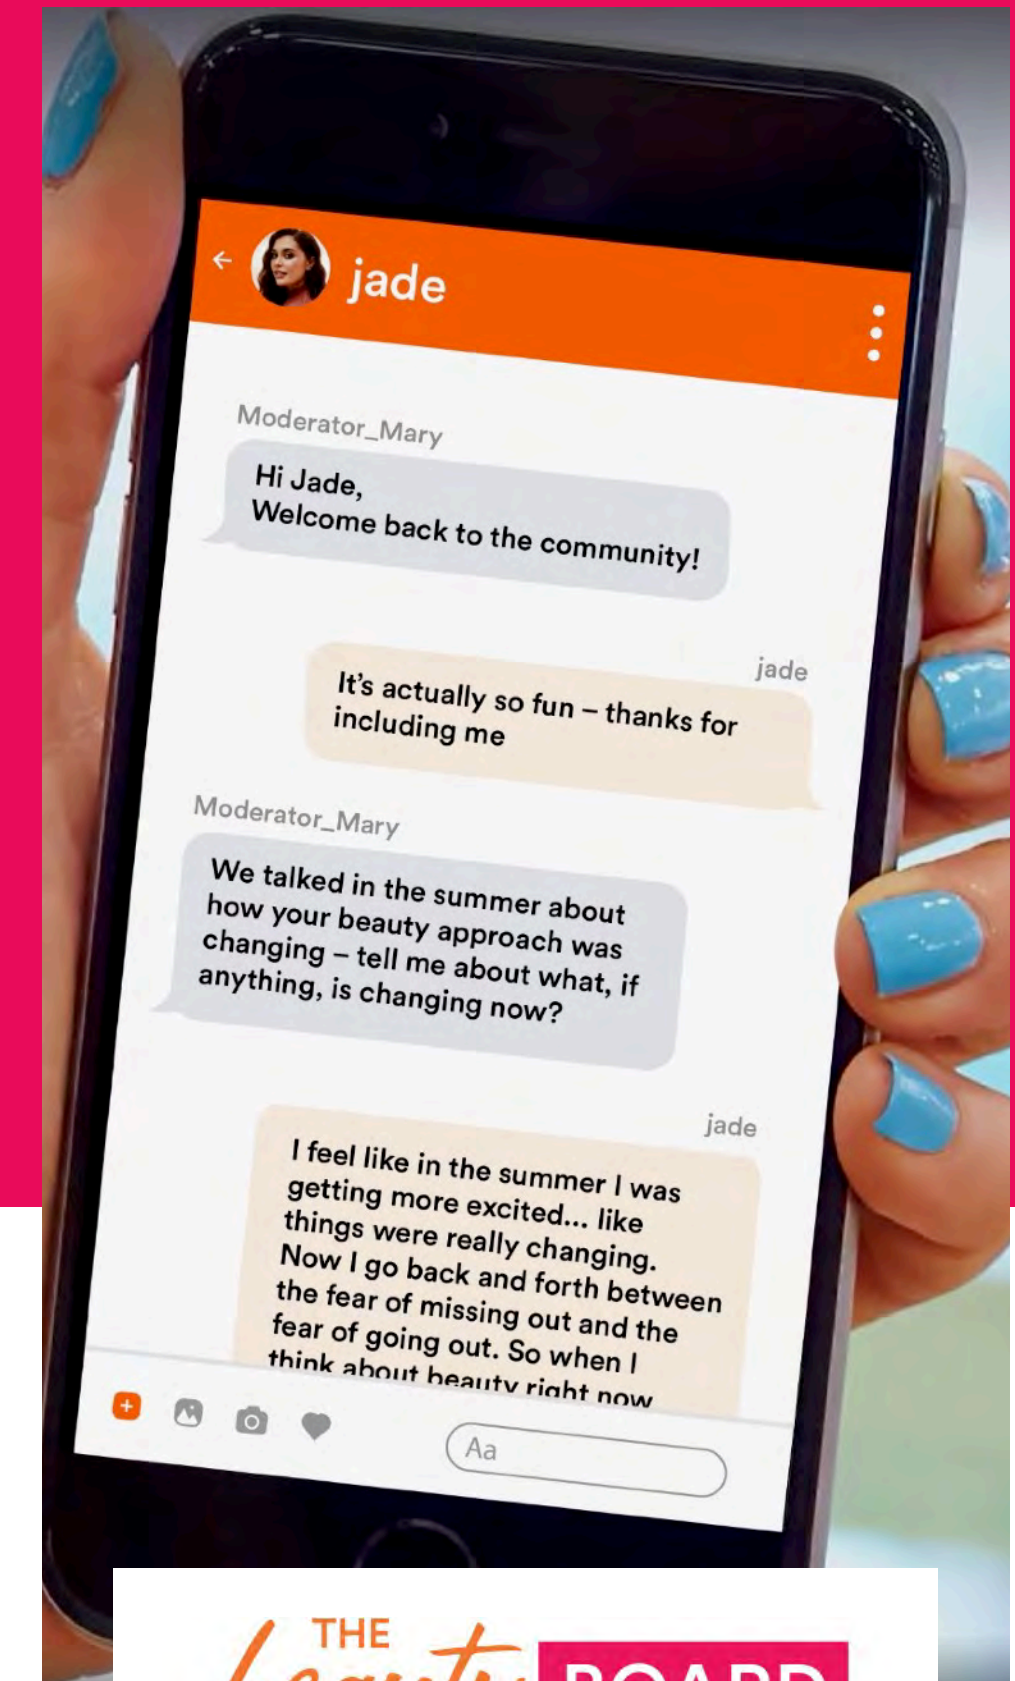 jade
Moderator_Mary
Hi Jade,
Welcome back to the community!
jade
It's actually so fun – thanks for
including me
Moderator_Mary
We talked in the summer about
how your beauty approach was
changing – tell me about what, if
anything, is changing now?
jade
I feel like in the summer I was
getting more excited... like
things were really changing.
Now I go back and forth between
the fear of missing out and the
fear of going out. So when I
think about beauty right now
Aa
THE
beauty BOARD